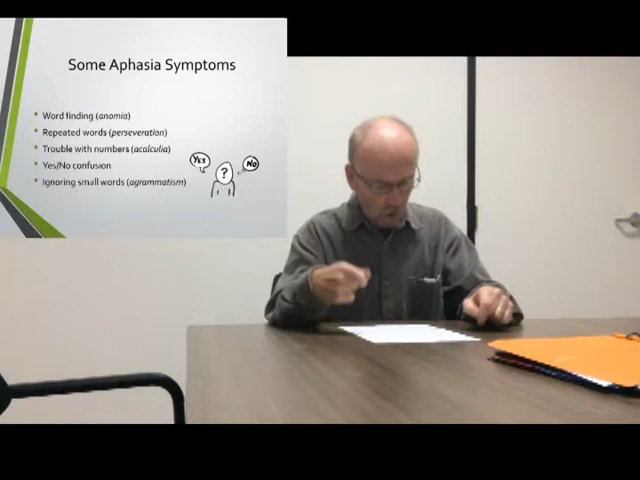 Some Aphasia Symptoms
Word finding (anomia)
Repeated words (perseveration)
Trouble with numbers (acalculia)
Yes/No confusion
Ignoring small words (agrammatism)
YES
?
NO